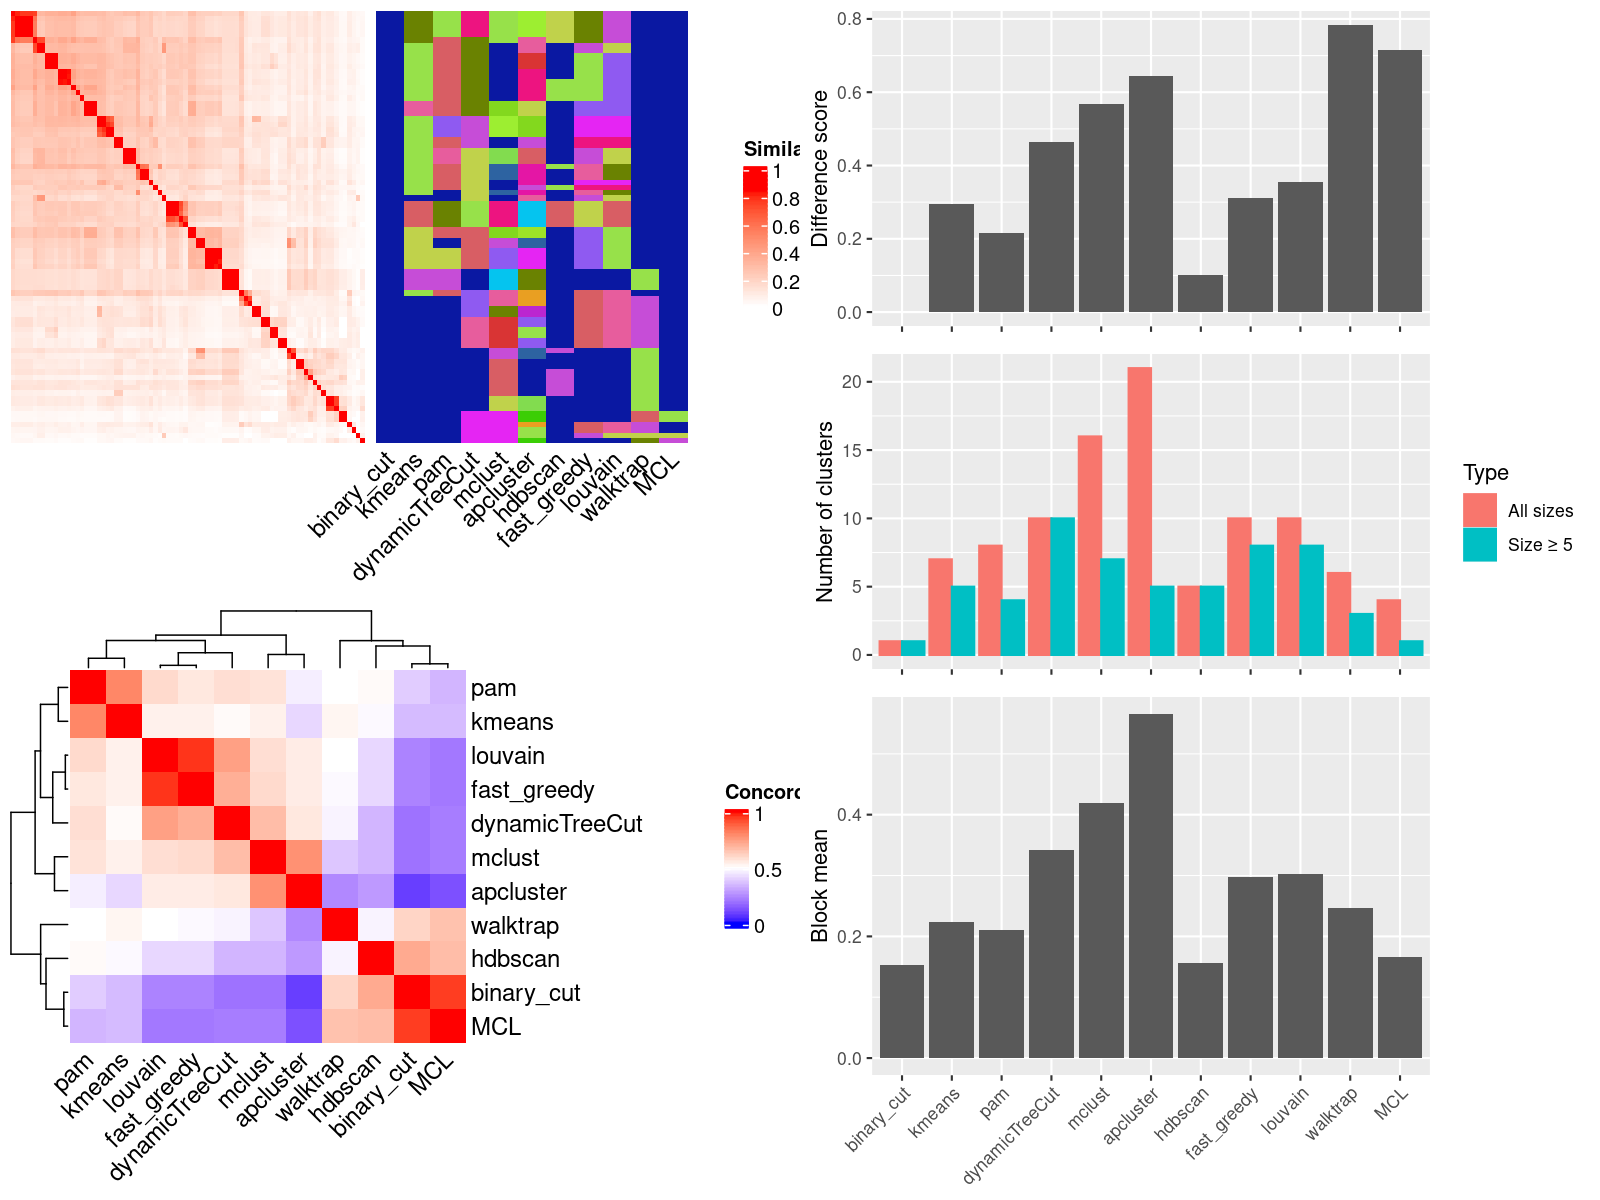 Simila
1
0.8
0.6
0.4
0.2
0
binary_cut
kmeans
pam
dynamicTreeCut
mclust
apcluster
hdbscan
fast_greedy
louvain
walktrap
MCL
pam
kmeans
louvain
fast_greedy
dynamicTreeCut
mclust
apcluster
walktrap
hdbscan
binary_cut
MCL
pam
kmeans
louvain
fast_greedy
dynamicTreeCut
mclust
apcluster
walktrap
hdbscan
binary_cut
MCL
Concord
1
0.5
0
Difference score
0.8
0.6
0.4
0.2
0.0
Number of clusters
20
15
10
5
0
Type
All sizes
Size ≥ 5
Block mean
0.4
0.2
0.0
binary_cut
kmeans
pam
dynamicTreeCut
mclust
apcluster
hdbscan
fast_greedy
louvain
walktrap
MCL